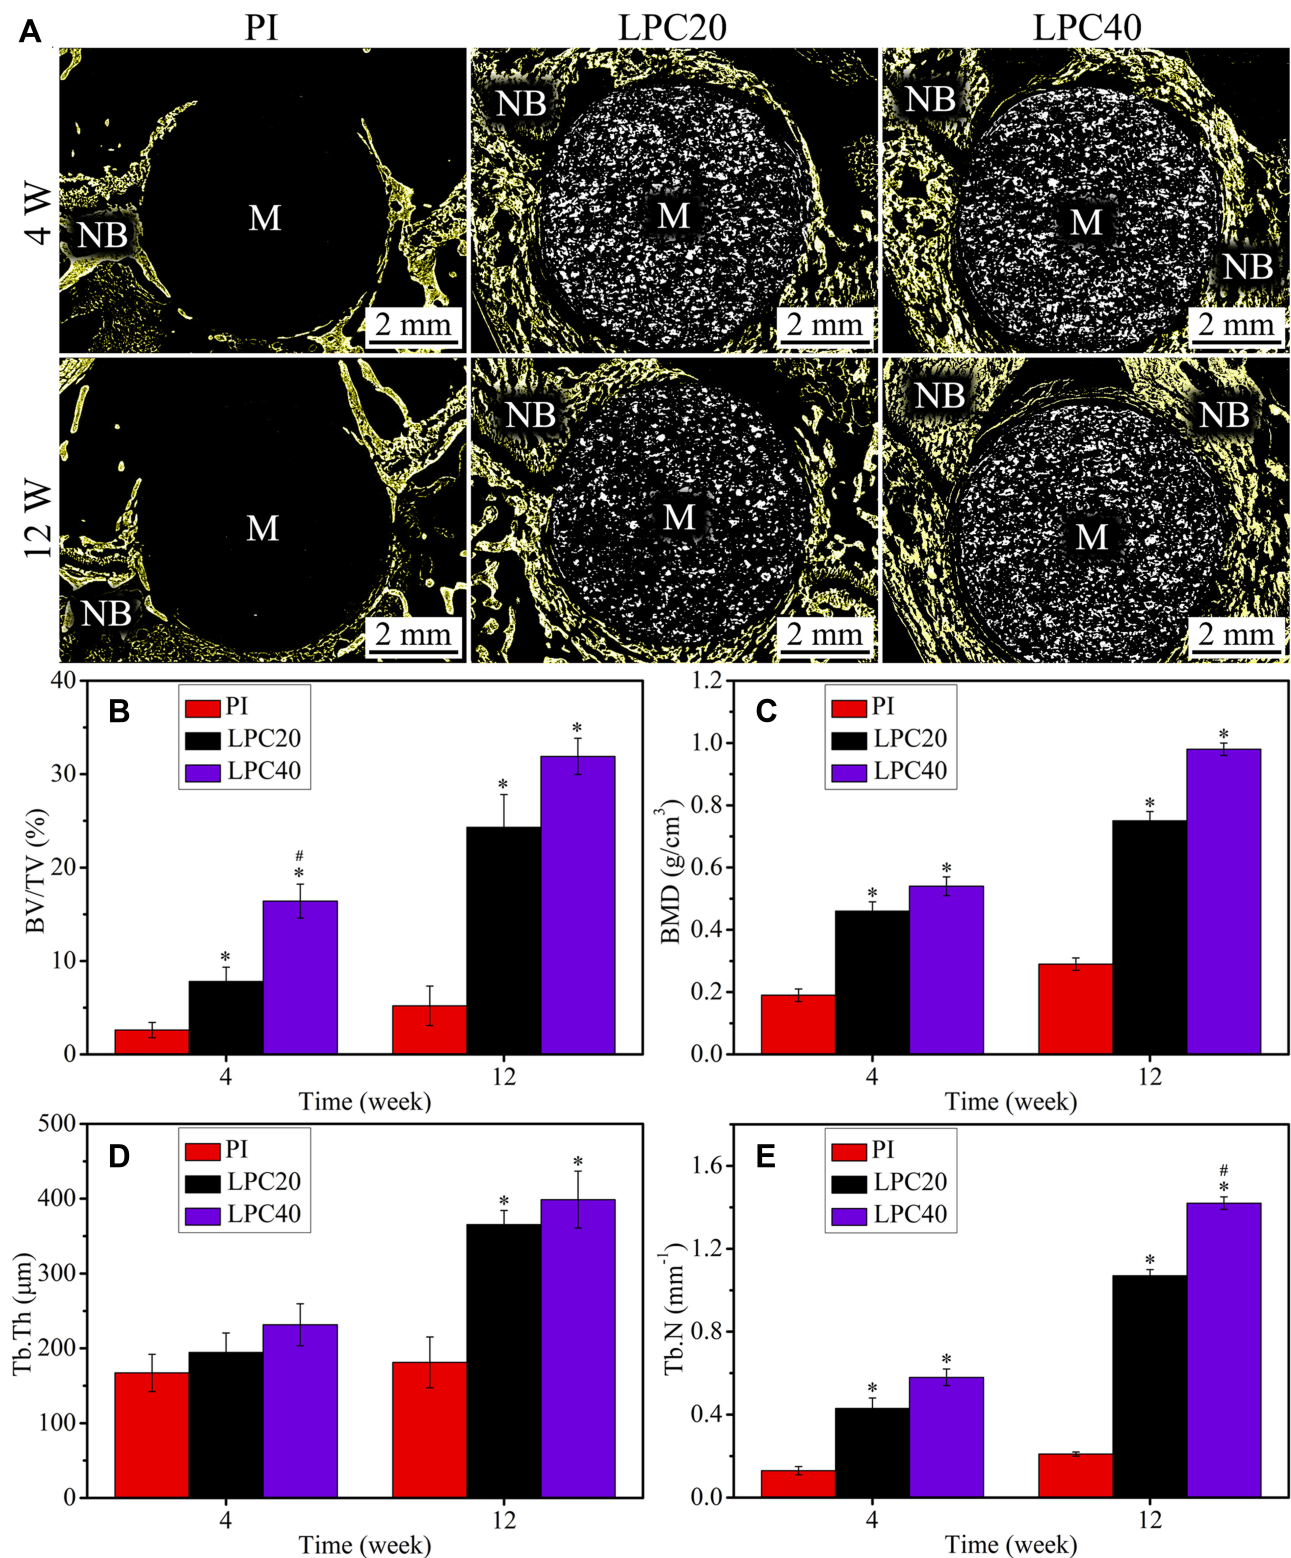 A
PI LPC20 LPC40
4 W
NB M 2 mm
NB M 2 mm
NB M NB 2 mm
12 W
M NB 2 mm
NB M 2 mm
NB NB M 2 mm
B
PI
LPC20
LPC40
BV/TV (%)
40
30
20
10
0
*
#
*
*
*
4 12
Time (week)
C
PI
LPC20
LPC40
BMD (g/cm³)
1.2
1.0
0.8
0.6
0.4
0.2
0.0
*
*
*
*
4 12
Time (week)
D
PI
LPC20
LPC40
Tb.Th (μm)
500
400
300
200
100
0
*
*
4 12
Time (week)
E
PI
LPC20
LPC40
Tb.N (mm⁻¹)
1.6
1.2
0.8
0.4
0.0
*
*
*
#
*
4 12
Time (week)